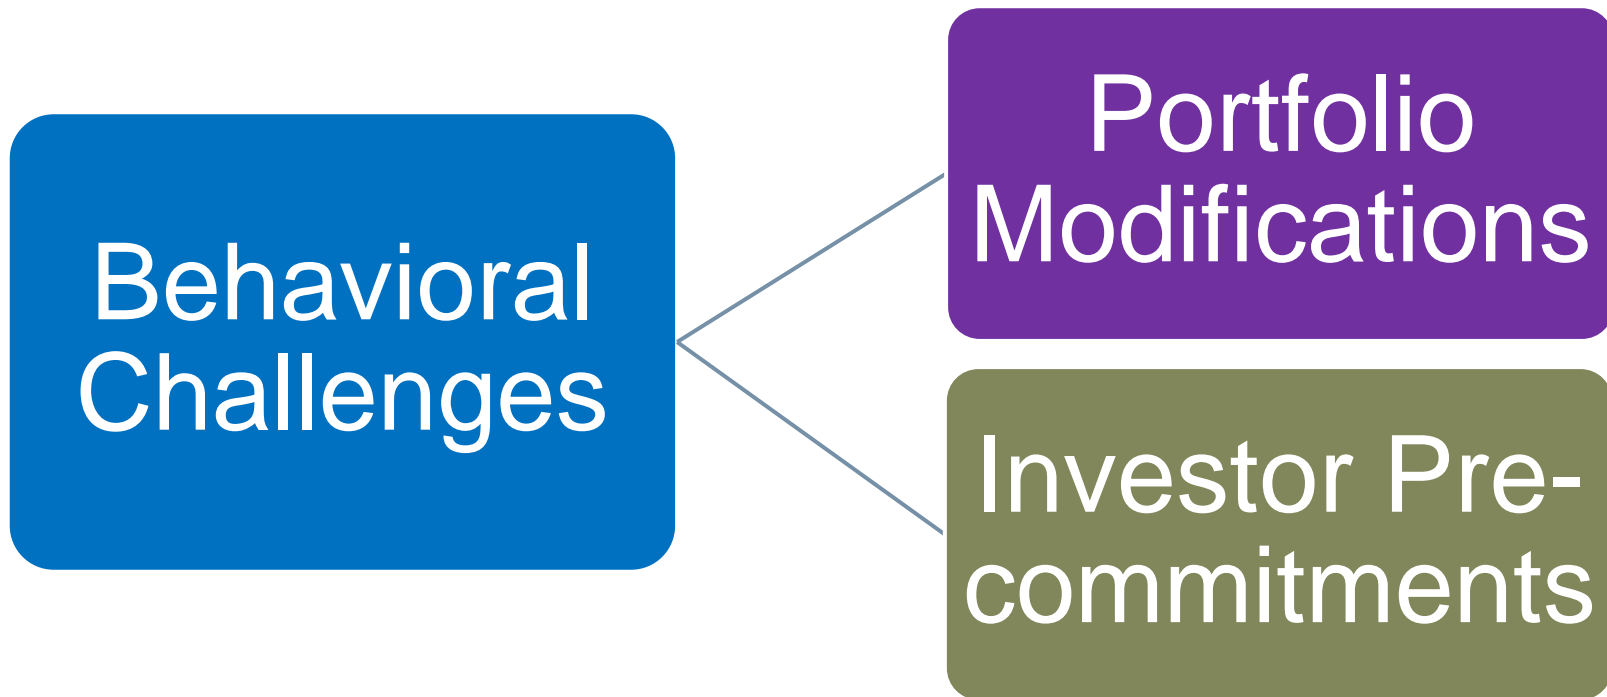 Behavioral
Challenges
Portfolio
Modifications
Investor Pre-
commitments